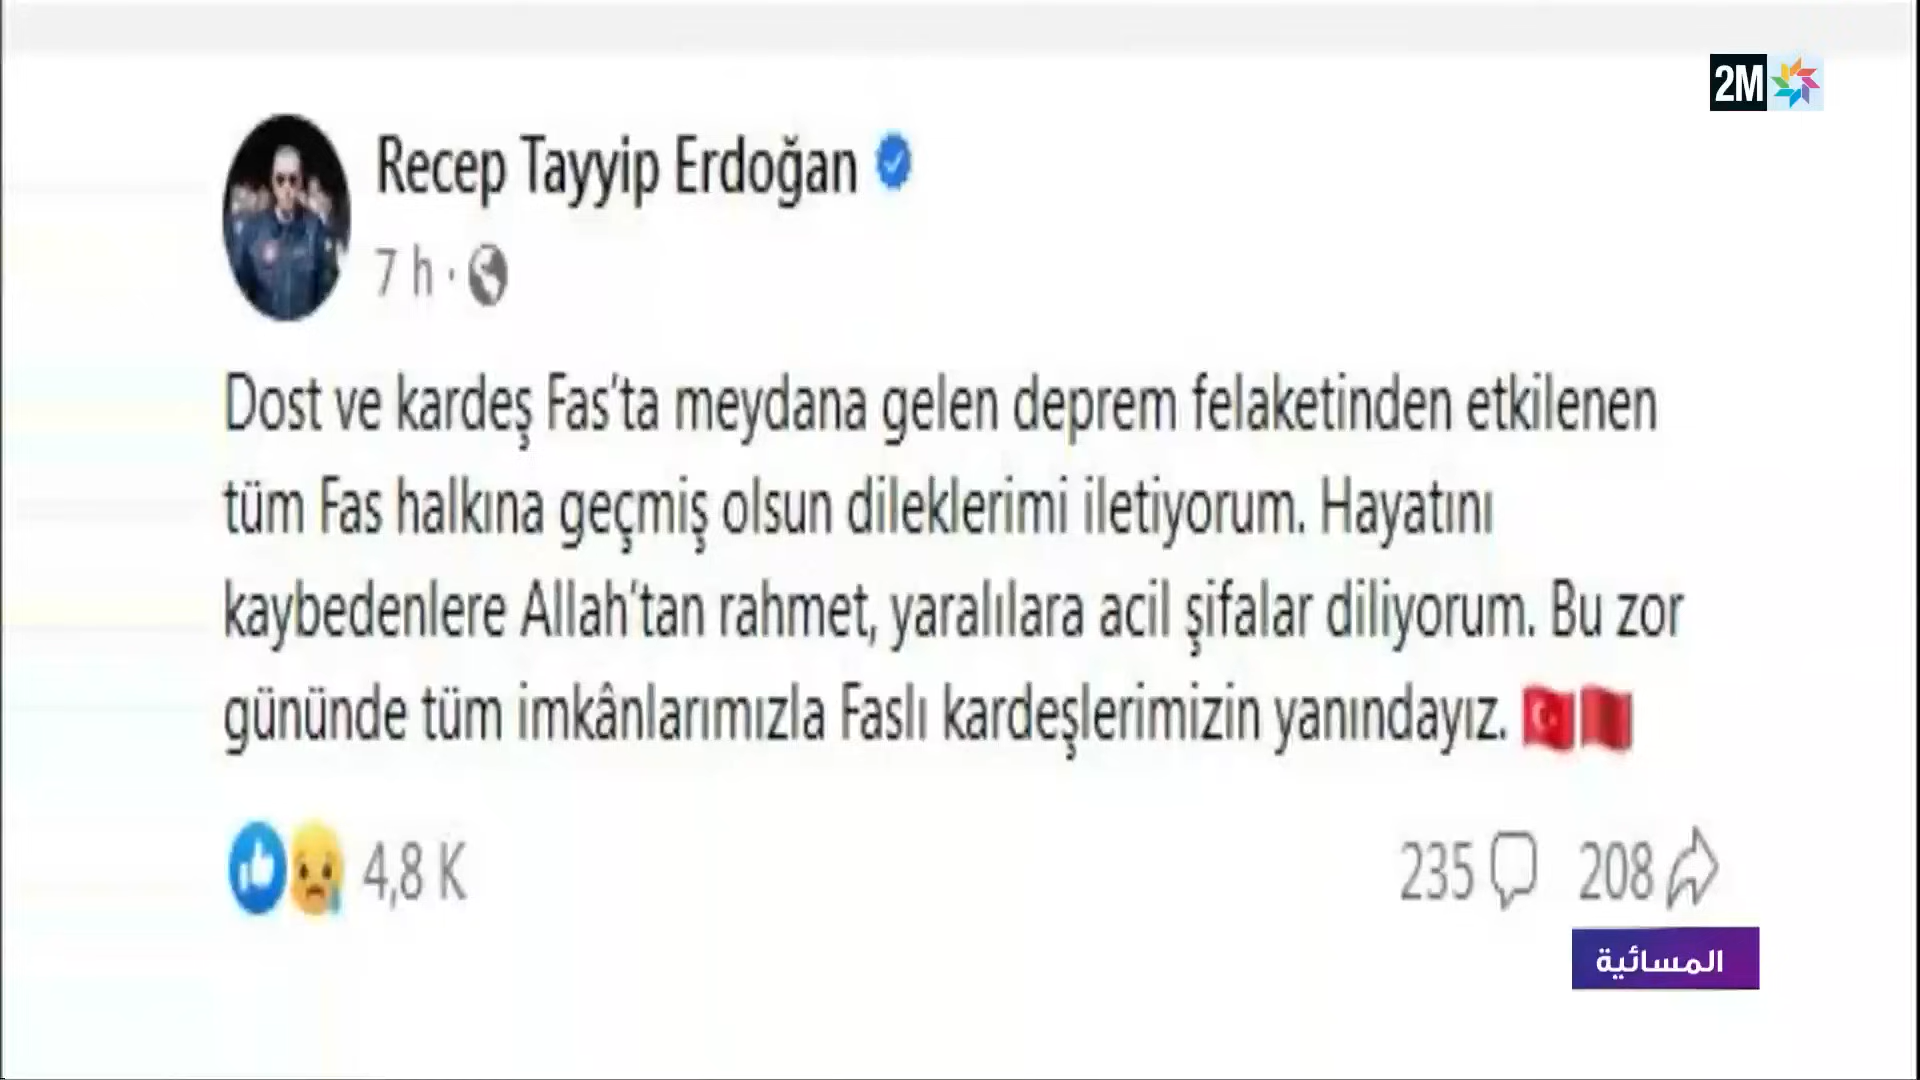 2M
Recep Tayyip Erdoğan
7 h ·
Dost ve kardeş Fas'ta meydana gelen deprem felaketinden etkilenen
tüm Fas halkına geçmiş olsun dileklerimi iletiyorum. Hayatını
kaybedenlere Allah'tan rahmet, yaralılara acil şifalar diliyorum. Bu zor
gününde tüm imkânlarımızla Faslı kardeşlerimizin yanındayız. 🇹🇷🇲🇦
4,8 K 235 208
المسائية